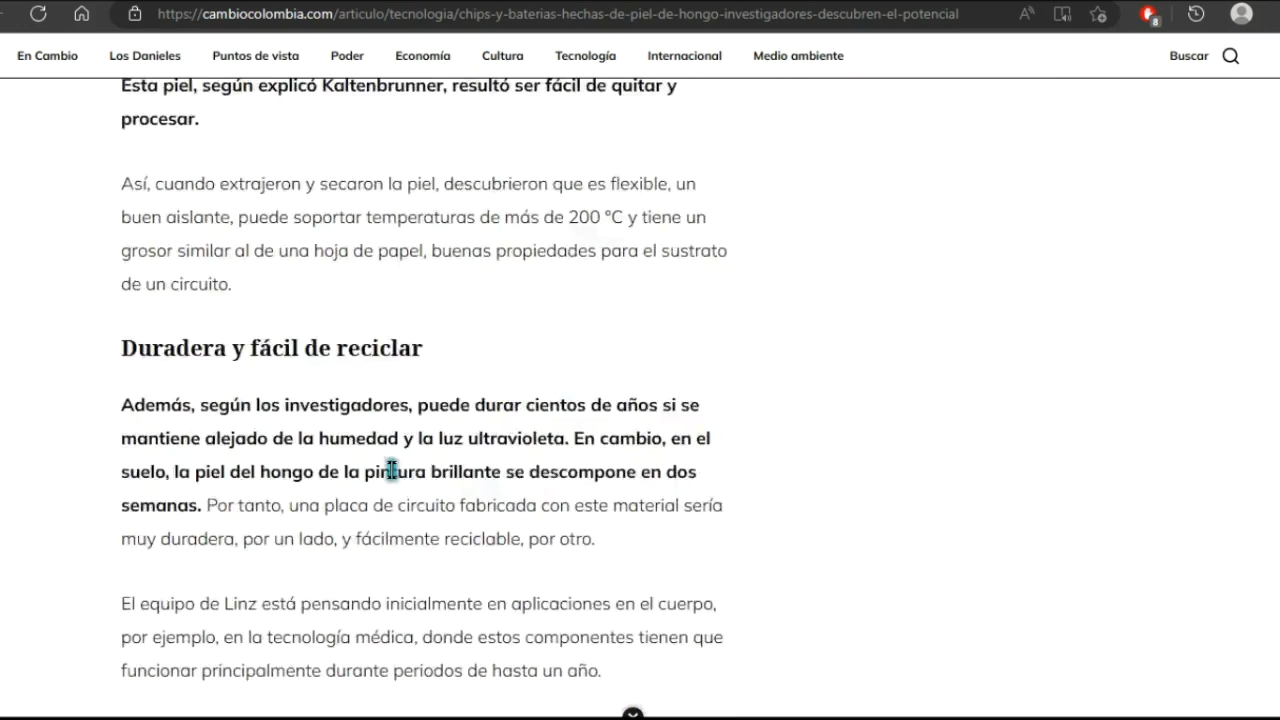 https://cambiocolombia.com/articulo/tecnologia/chips-y-baterias-hechas-de-piel-de-hongo-investigadores-descubren-el-potencial
8
En Cambio Los Danieles Puntos de vista Poder Economía Cultura Tecnología Internacional Medio ambiente Buscar
Esta piel, según explicó Kaltenbrunner, resultó ser fácil de quitar y
procesar.
Así, cuando extrajeron y secaron la piel, descubrieron que es flexible, un
buen aislante, puede soportar temperaturas de más de 200 °C y tiene un
grosor similar al de una hoja de papel, buenas propiedades para el sustrato
de un circuito.
Duradera y fácil de reciclar
Además, según los investigadores, puede durar cientos de años si se
mantiene alejado de la humedad y la luz ultravioleta. En cambio, en el
suelo, la piel del hongo de la pintura brillante se descompone en dos
semanas. Por tanto, una placa de circuito fabricada con este material sería
muy duradera, por un lado, y fácilmente reciclable, por otro.
El equipo de Linz está pensando inicialmente en aplicaciones en el cuerpo,
por ejemplo, en la tecnología médica, donde estos componentes tienen que
funcionar principalmente durante periodos de hasta un año.